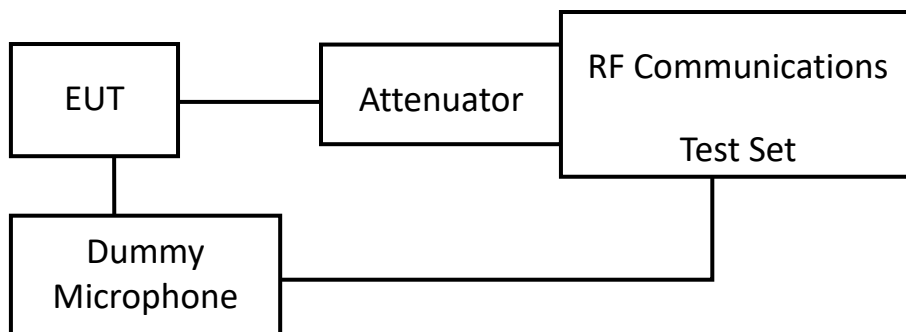 EUT
Attenuator
RF Communications
Test Set
Dummy
Microphone